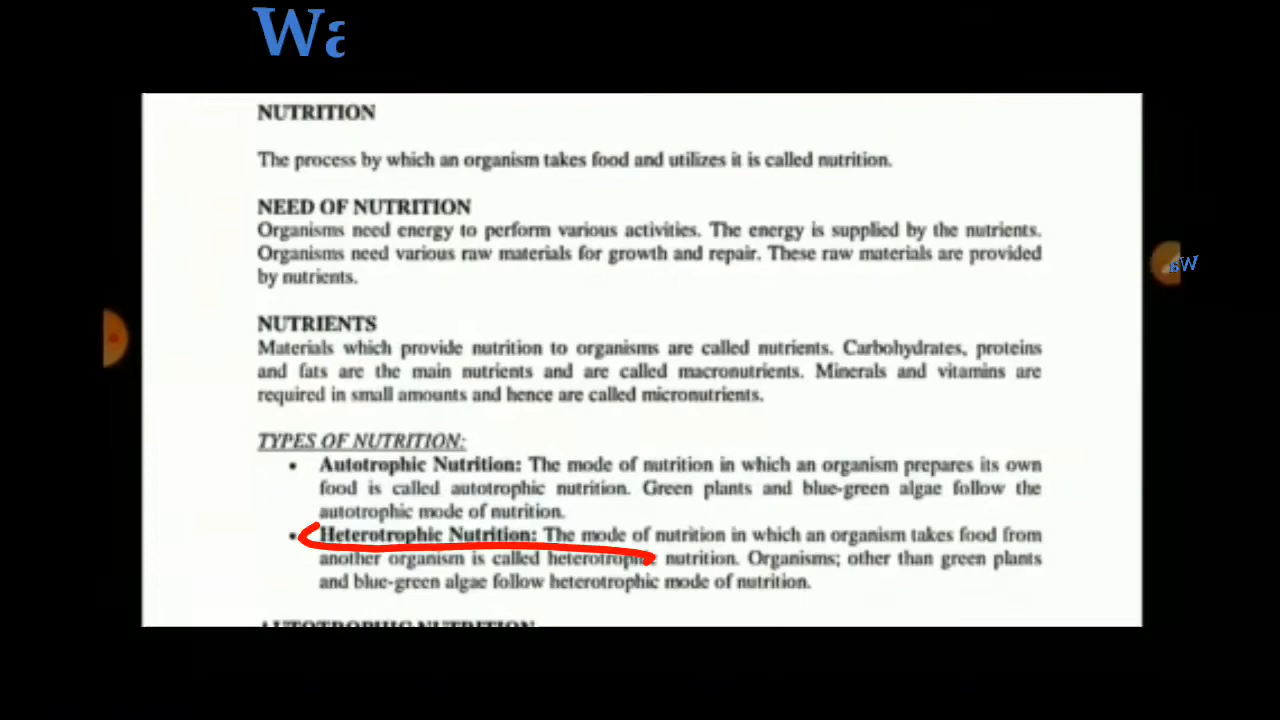 Wa
NUTRITION
The process by which an organism takes food and utilizes it is called nutrition.
NEED OF NUTRITION
Organisms need energy to perform various activities. The energy is supplied by the nutrients.
Organisms need various raw materials for growth and repair. These raw materials are provided
by nutrients.
Wa
NUTRIENTS
Materials which provide nutrition to organisms are called nutrients. Carbohydrates, proteins
and fats are the main nutrients and are called macronutrients. Minerals and vitamins are
required in small amounts and hence are called micronutrients.
TYPES OF NUTRITION:
• Autotrophic Nutrition: The mode of nutrition in which an organism prepares its own
food is called autotrophic nutrition. Green plants and blue-green algae follow the
autotrophic mode of nutrition.
• Heterotrophic Nutrition: The mode of nutrition in which an organism takes food from
another organism is called heterotrophic nutrition. Organisms; other than green plants
and blue-green algae follow heterotrophic mode of nutrition.
AUTOTROPHIC NUTRITION